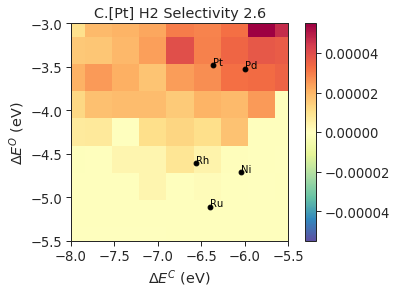 C.[Pt] H2 Selectivity 2.6
−3.0
−3.5
−4.0
−4.5
−5.0
−5.5
ΔE^O (eV)
Pt
Pd
Rh
Ni
Ru
−8.0 −7.5 −7.0 −6.5 −6.0 −5.5
ΔE^C (eV)
0.00004
0.00002
0.00000
−0.00002
−0.00004